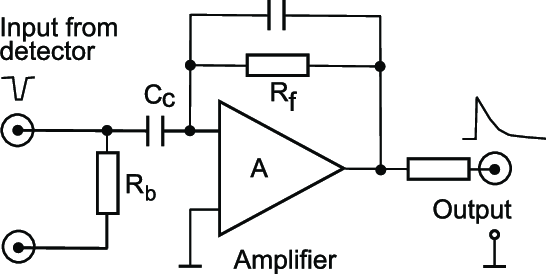 Input from
detector
Cc
Rf
Rb
A
Output
Amplifier